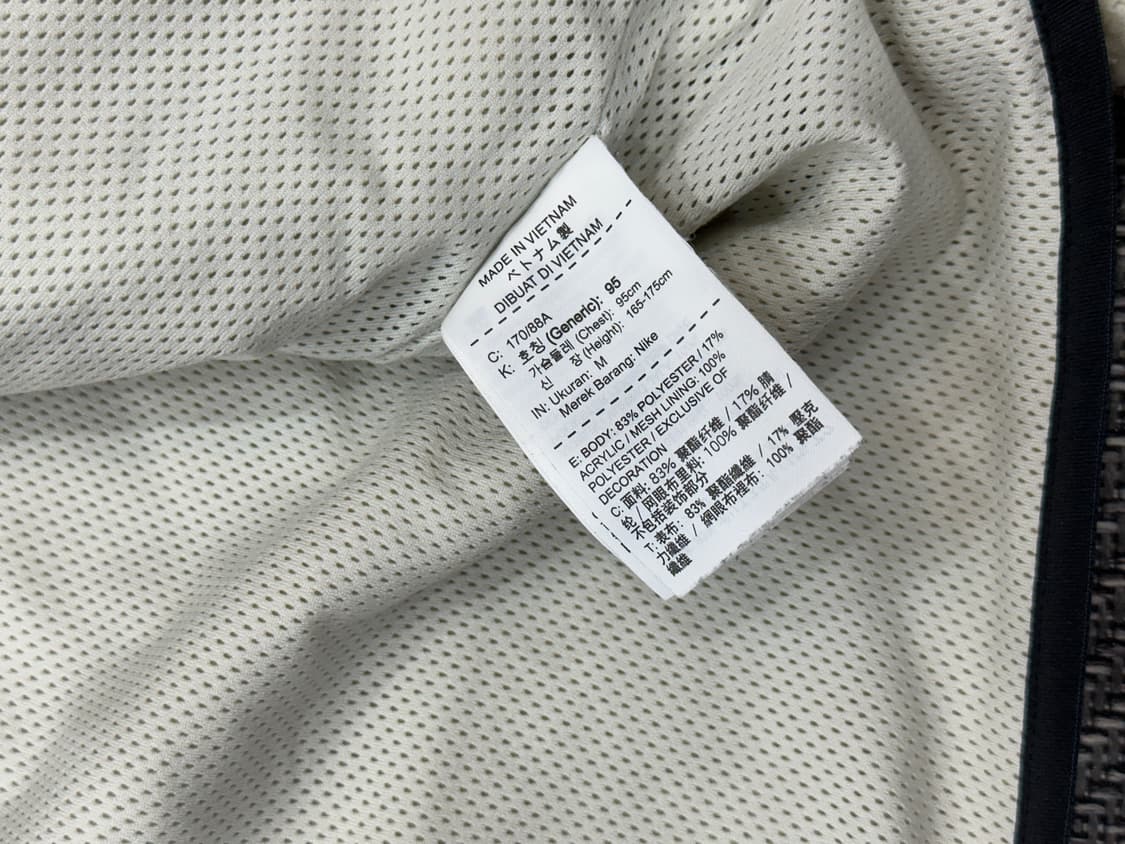 MADE IN VIETNAM
ベトナム製
DIBUAT DI VIETNAM
C: 170/88A
K: 호칭 (Generic): 95
가슴둘레 (Chest): 95cm
신 장 (Height): 165-175cm
IN: Ukuran: M
Merek Barang: Nike
E: BODY: 83% POLYESTER / 17%
ACRYLIC / MESH LINING: 100%
POLYESTER / EXCLUSIVE OF
DECORATION
C: 面料: 83% 聚酯纤维 / 17% 腈
纶 / 网眼布里料: 100% 聚酯纤维 /
不包括装饰部分
T: 表布: 83% 聚酯纖維 / 17% 壓克
力纖維 / 網眼布裡布: 100% 聚酯
纖維